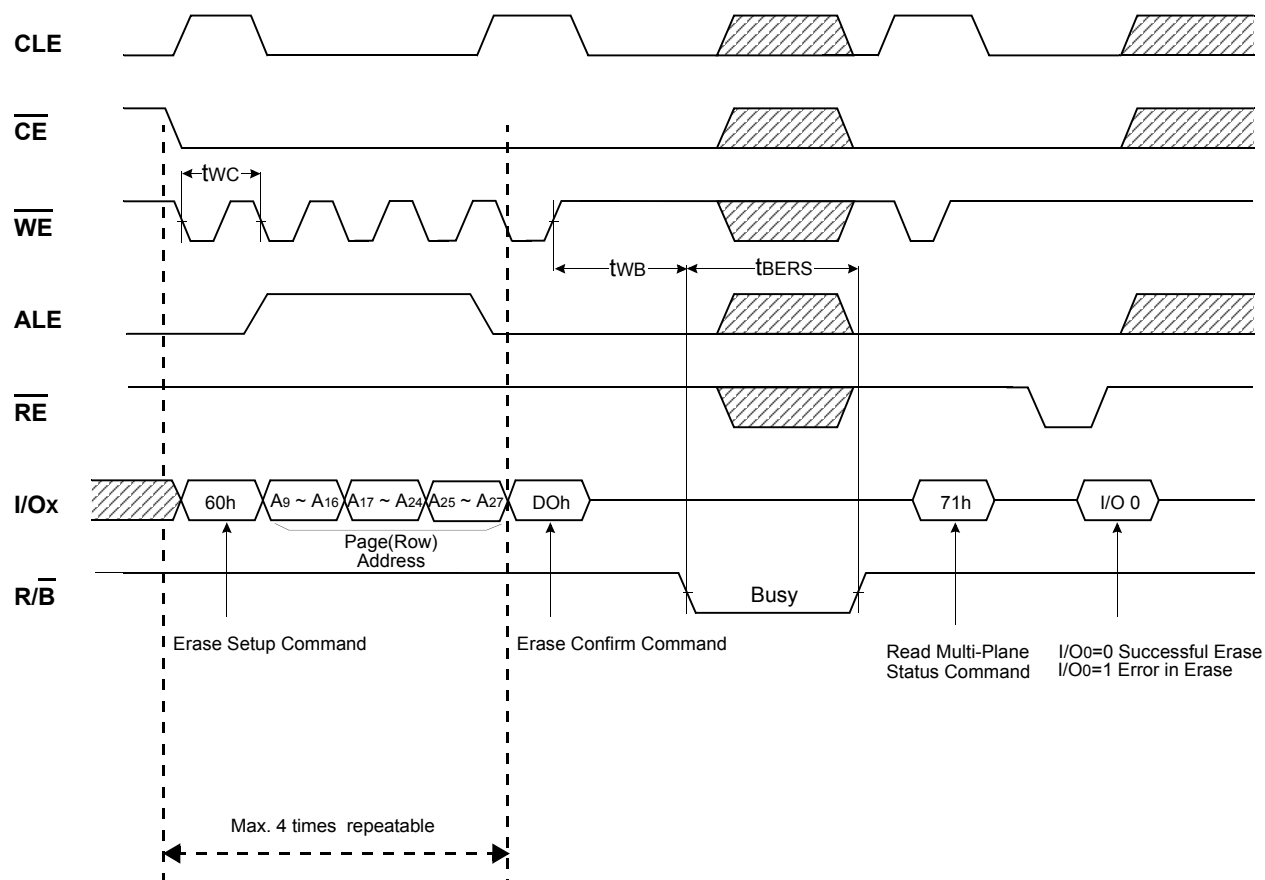 CLE
CE
tWC
WE
tWB
tBERS
ALE
RE
I/Ox
60h
A9 ~ A16
A17 ~ A24
A25 ~ A27
DOh
71h
I/O 0
Page(Row)
Address
R/B
Busy
Erase Setup Command
Erase Confirm Command
Read Multi-Plane
Status Command
I/O0=0 Successful Erase
I/O0=1 Error in Erase
Max. 4 times repeatable